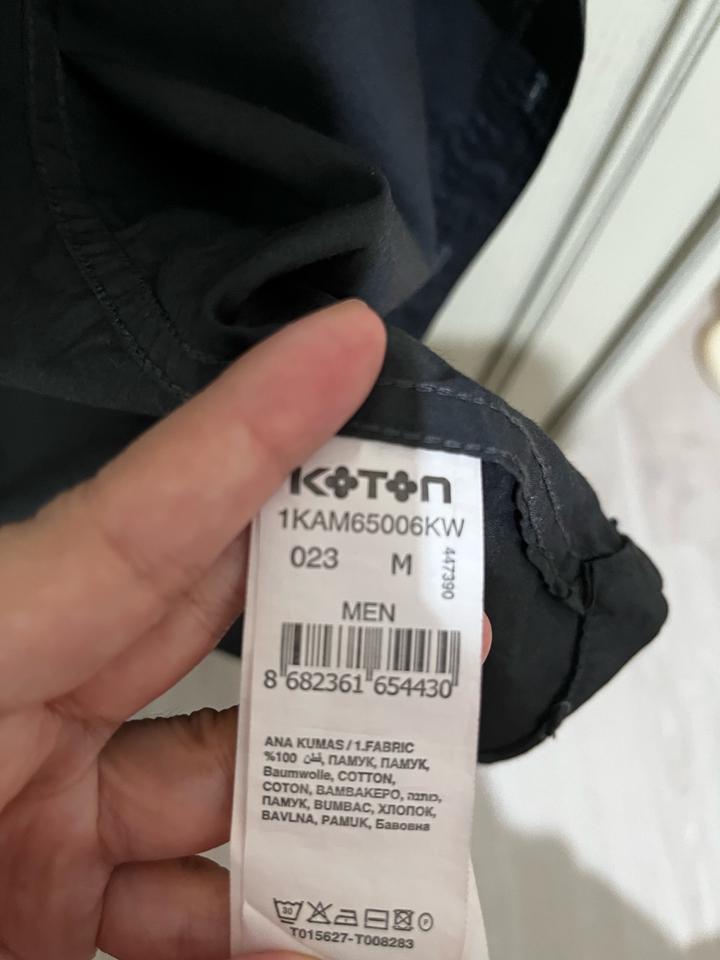 KOTON
1KAM65006KW
023 M
447390
MEN
8 682361 654430
ANA KUMAS / 1.FABRIC
%100 قطن, ПАМУК, ПАМУК,
Baumwolle, COTTON,
COTON, BAMBAKEPO, כותנה,
ПАМУК, BUMBAC, ХЛОПОК,
BAVLNA, PAMUK, Бавовна
30
P
T015627-T008283